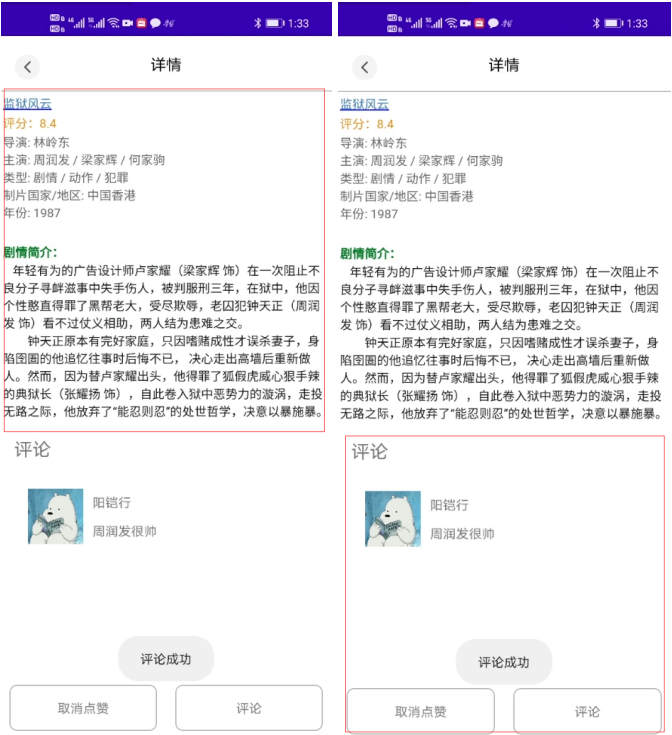 1:33
详情
监狱风云
评分：8.4
导演: 林岭东
主演: 周润发 / 梁家辉 / 何家驹
类型: 剧情 / 动作 / 犯罪
制片国家/地区: 中国香港
年份: 1987
剧情简介:
年轻有为的广告设计师卢家耀（梁家辉 饰）在一次阻止不
良分子寻衅滋事中失手伤人，被判服刑三年，在狱中，他因
个性憨直得罪了黑帮老大，受尽欺辱，老囚犯钟天正（周润
发 饰）看不过仗义相助，两人结为患难之交。
钟天正原本有完好家庭，只因嗜赌成性才误杀妻子，身
陷囹圄的他追忆往事时后悔不已， 决心走出高墙后重新做
人。然而，因为替卢家耀出头，他得罪了狐假虎威心狠手辣
的典狱长（张耀扬 饰），自此卷入狱中恶势力的漩涡，走投
无路之际，他放弃了“能忍则忍”的处世哲学，决意以暴施暴。
评论
阳铠行
周润发很帅
评论成功
取消点赞
评论
1:33
详情
监狱风云
评分：8.4
导演: 林岭东
主演: 周润发 / 梁家辉 / 何家驹
类型: 剧情 / 动作 / 犯罪
制片国家/地区: 中国香港
年份: 1987
剧情简介:
年轻有为的广告设计师卢家耀（梁家辉 饰）在一次阻止不
良分子寻衅滋事中失手伤人，被判服刑三年，在狱中，他因
个性憨直得罪了黑帮老大，受尽欺辱，老囚犯钟天正（周润
发 饰）看不过仗义相助，两人结为患难之交。
钟天正原本有完好家庭，只因嗜赌成性才误杀妻子，身
陷囹圄的他追忆往事时后悔不已， 决心走出高墙后重新做
人。然而，因为替卢家耀出头，他得罪了狐假虎威心狠手辣
的典狱长（张耀扬 饰），自此卷入狱中恶势力的漩涡，走投
无路之际，他放弃了“能忍则忍”的处世哲学，决意以暴施暴。
评论
阳铠行
周润发很帅
评论成功
取消点赞
评论